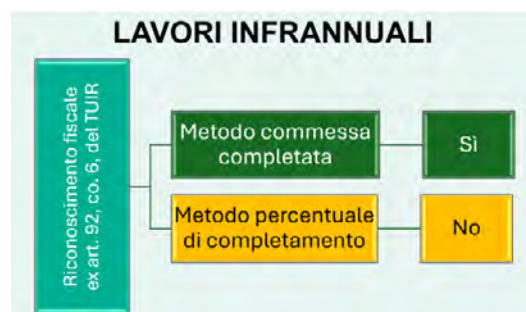 LAVORI INFRANNUALI
Riconoscimento fiscale
ex art. 92, co. 6, del TUIR
Metodo commessa
completata
Sì
Metodo percentuale
di completamento
No